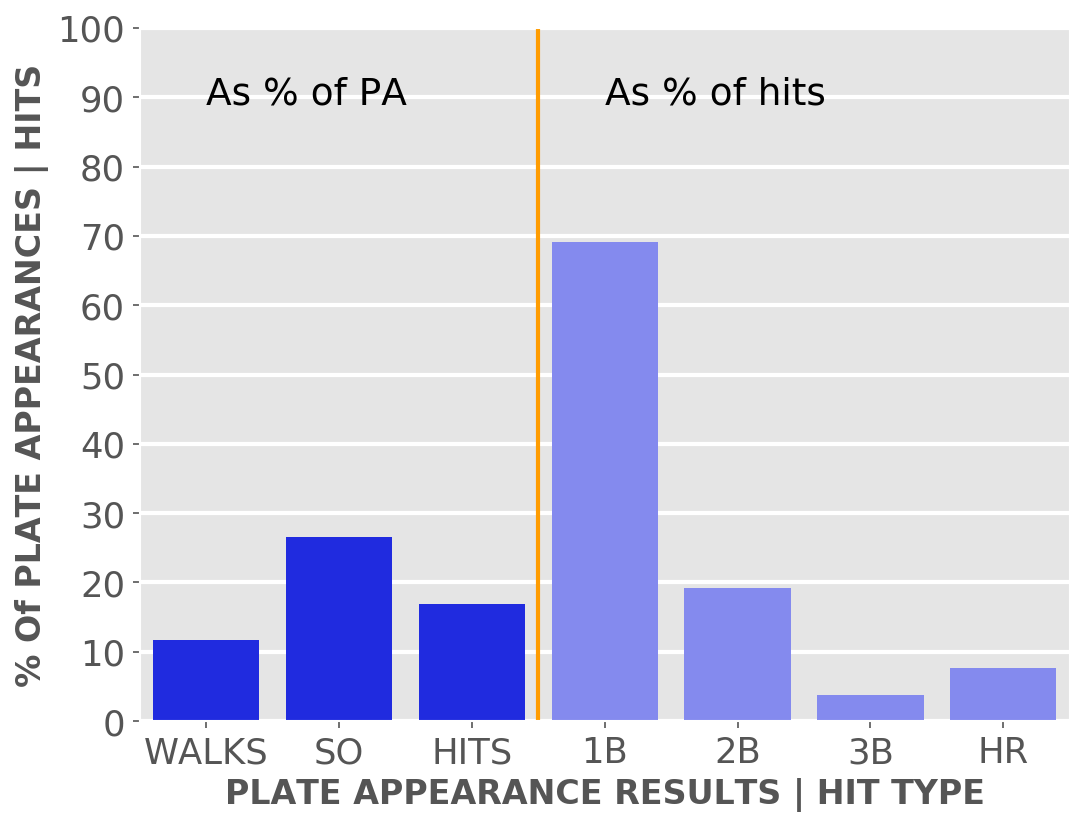 % Of PLATE APPEARANCES | HITS
100
90
80
70
60
50
40
30
20
10
0
As % of PA
As % of hits
WALKS SO HITS 1B 2B 3B HR
PLATE APPEARANCE RESULTS | HIT TYPE